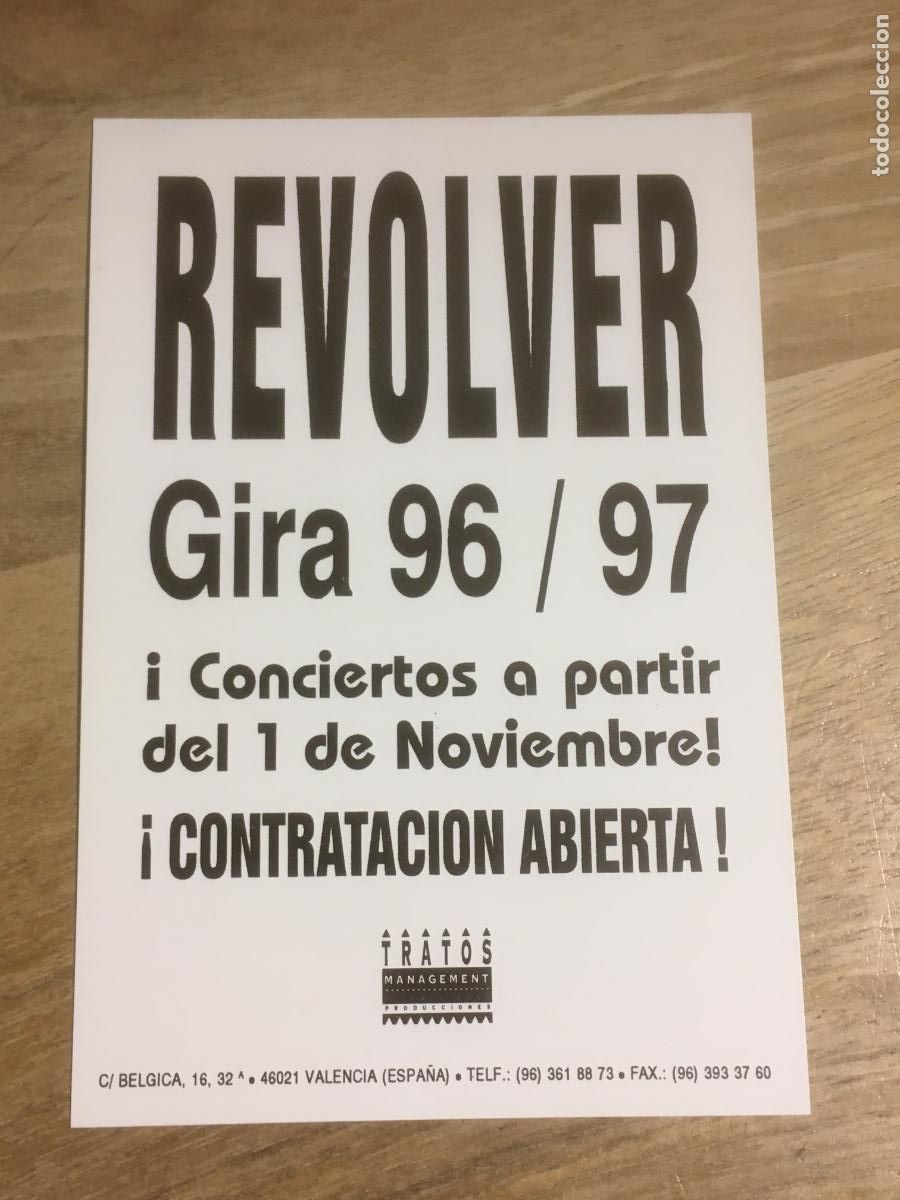 REVOLVER
Gira 96 / 97
¡ Conciertos a partir
del 1 de Noviembre!
¡ CONTRATACION ABIERTA !
TRATOS
MANAGEMENT
PRODUCCIONES
C/ BELGICA, 16, 32ª • 46021 VALENCIA (ESPAÑA) • TELF.: (96) 361 88 73 • FAX.: (96) 393 37 60
todocoleccion